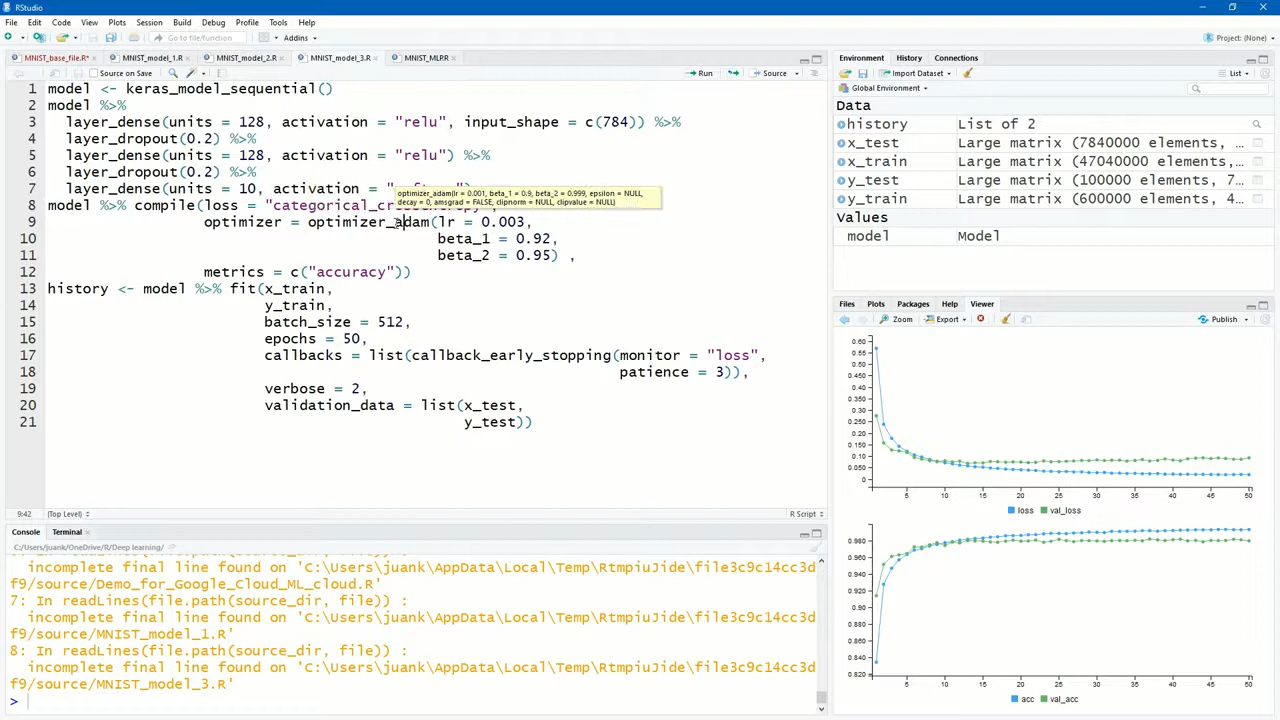 RStudio
File Edit Code View Plots Session Build Debug Profile Tools Help
Go to file/function Addins Project: (None)
MNIST_base_file.R* MNIST_model_1.R MNIST_model_2.R MNIST_model_3.R MNIST_MLRR
Source on Save Run Source
1 model <- keras_model_sequential()
2 model %>%
3 layer_dense(units = 128, activation = "relu", input_shape = c(784)) %>%
4 layer_dropout(0.2) %>%
5 layer_dense(units = 128, activation = "relu") %>%
6 layer_dropout(0.2) %>%
7 layer_dense(units = 10, activation = "
optimizer_adam(lr = 0.001, beta_1 = 0.9, beta_2 = 0.999, epsilon = NULL,
decay = 0, amsgrad = FALSE, clipnorm = NULL, clipvalue = NULL)
8 model %>% compile(loss = "categorical_crossentropy",
9 optimizer = optimizer_adam(lr = 0.003,
10 beta_1 = 0.92,
11 beta_2 = 0.95) ,
12 metrics = c("accuracy"))
13 history <- model %>% fit(x_train,
14 y_train,
15 batch_size = 512,
16 epochs = 50,
17 callbacks = list(callback_early_stopping(monitor = "loss",
18 patience = 3)),
19 verbose = 2,
20 validation_data = list(x_test,
21 y_test))
9:42 (Top Level) R Script
Console Terminal
C:/Users/juank/OneDrive/R/Deep learning/
incomplete final line found on 'C:\Users\juank\AppData\Local\Temp\RtmpiuJide\file3c9c14cc3d
f9/source/Demo_for_Google_Cloud_ML_cloud.R'
7: In readLines(file.path(source_dir, file)) :
incomplete final line found on 'C:\Users\juank\AppData\Local\Temp\RtmpiuJide\file3c9c14cc3d
f9/source/MNIST_model_1.R'
8: In readLines(file.path(source_dir, file)) :
incomplete final line found on 'C:\Users\juank\AppData\Local\Temp\RtmpiuJide\file3c9c14cc3d
f9/source/MNIST_model_3.R'
>
Environment History Connections
Import Dataset List
Global Environment
Data
history List of 2
x_test Large matrix (7840000 elements, …
x_train Large matrix (47040000 elements, …
y_test Large matrix (100000 elements, 7…
y_train Large matrix (600000 elements, 4…
Values
model Model
Files Plots Packages Help Viewer
Zoom Export Publish
0.60
0.50
0.450
0.40
0.350
0.30
0.250
0.20
0.150
0.10
0.050
0
5 10 15 20 25 30 35 40 45 50
loss val_loss
0.980
0.960
0.940
0.920
0.90
0.880
0.860
0.840
0.820
5 10 15 20 25 30 35 40 45 50
acc val_acc